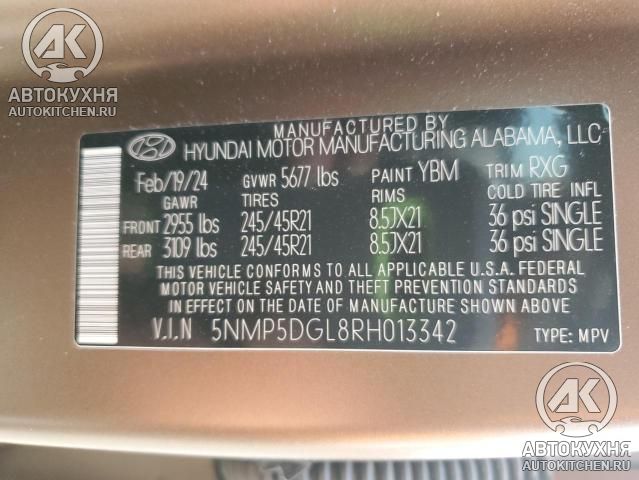 AK
АВТОКУХНЯ
AUTOKITCHEN.RU
MANUFACTURED BY
HYUNDAI MOTOR MANUFACTURING ALABAMA, LLC
Feb/19/24 GVWR 5677 lbs PAINT YBM TRIM RXG
GAWR TIRES RIMS COLD TIRE INFL
FRONT 2955 lbs 245/45R21 8.5JX21 36 psi SINGLE
REAR 3109 lbs 245/45R21 8.5JX21 36 psi SINGLE
THIS VEHICLE CONFORMS TO ALL APPLICABLE U.S.A. FEDERAL
MOTOR VEHICLE SAFETY AND THEFT PREVENTION STANDARDS
IN EFFECT ON THE DATE OF MANUFACTURE SHOWN ABOVE.
V.I.N 5NMP5DGL8RH013342 TYPE: MPV
AK
АВТОКУХНЯ
AUTOKITCHEN.RU